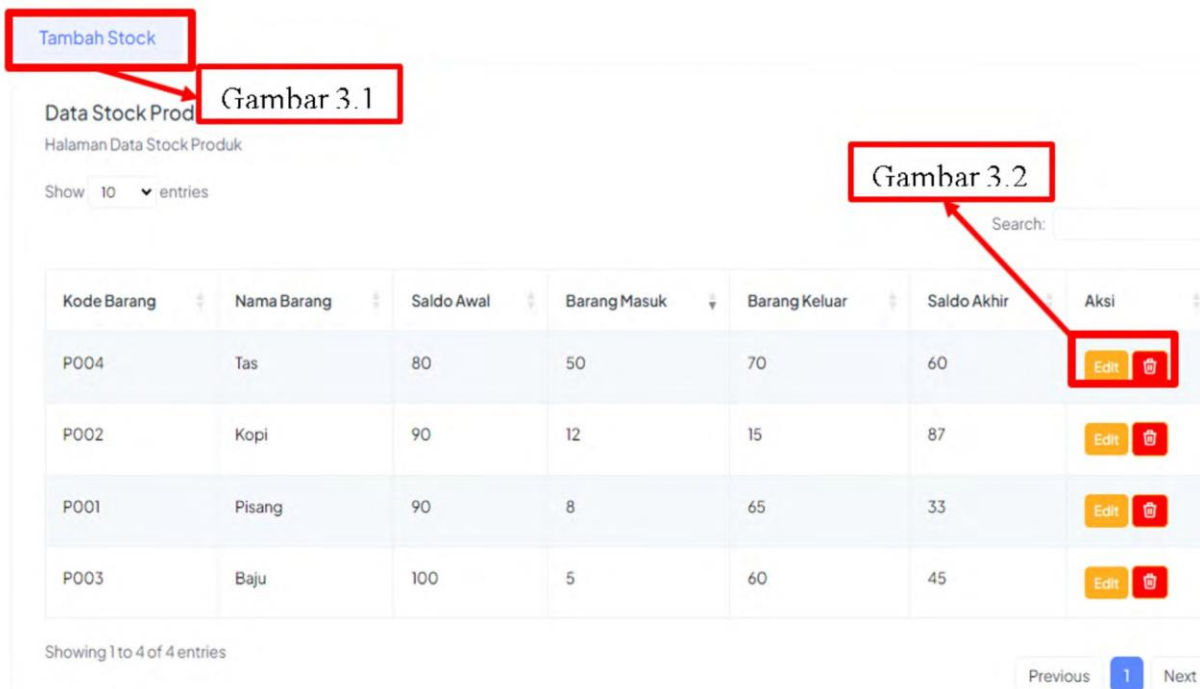 Tambah Stock
Gambar 3.1
Data Stock Prod
Halaman Data Stock Produk
Show 10 entries
Gambar 3.2
Search:
Kode Barang Nama Barang Saldo Awal Barang Masuk Barang Keluar Saldo Akhir Aksi
P004 Tas 80 50 70 60 Edit
P002 Kopi 90 12 15 87 Edit
P001 Pisang 90 8 65 33 Edit
P003 Baju 100 5 60 45 Edit
Showing 1 to 4 of 4 entries
Previous 1 Next